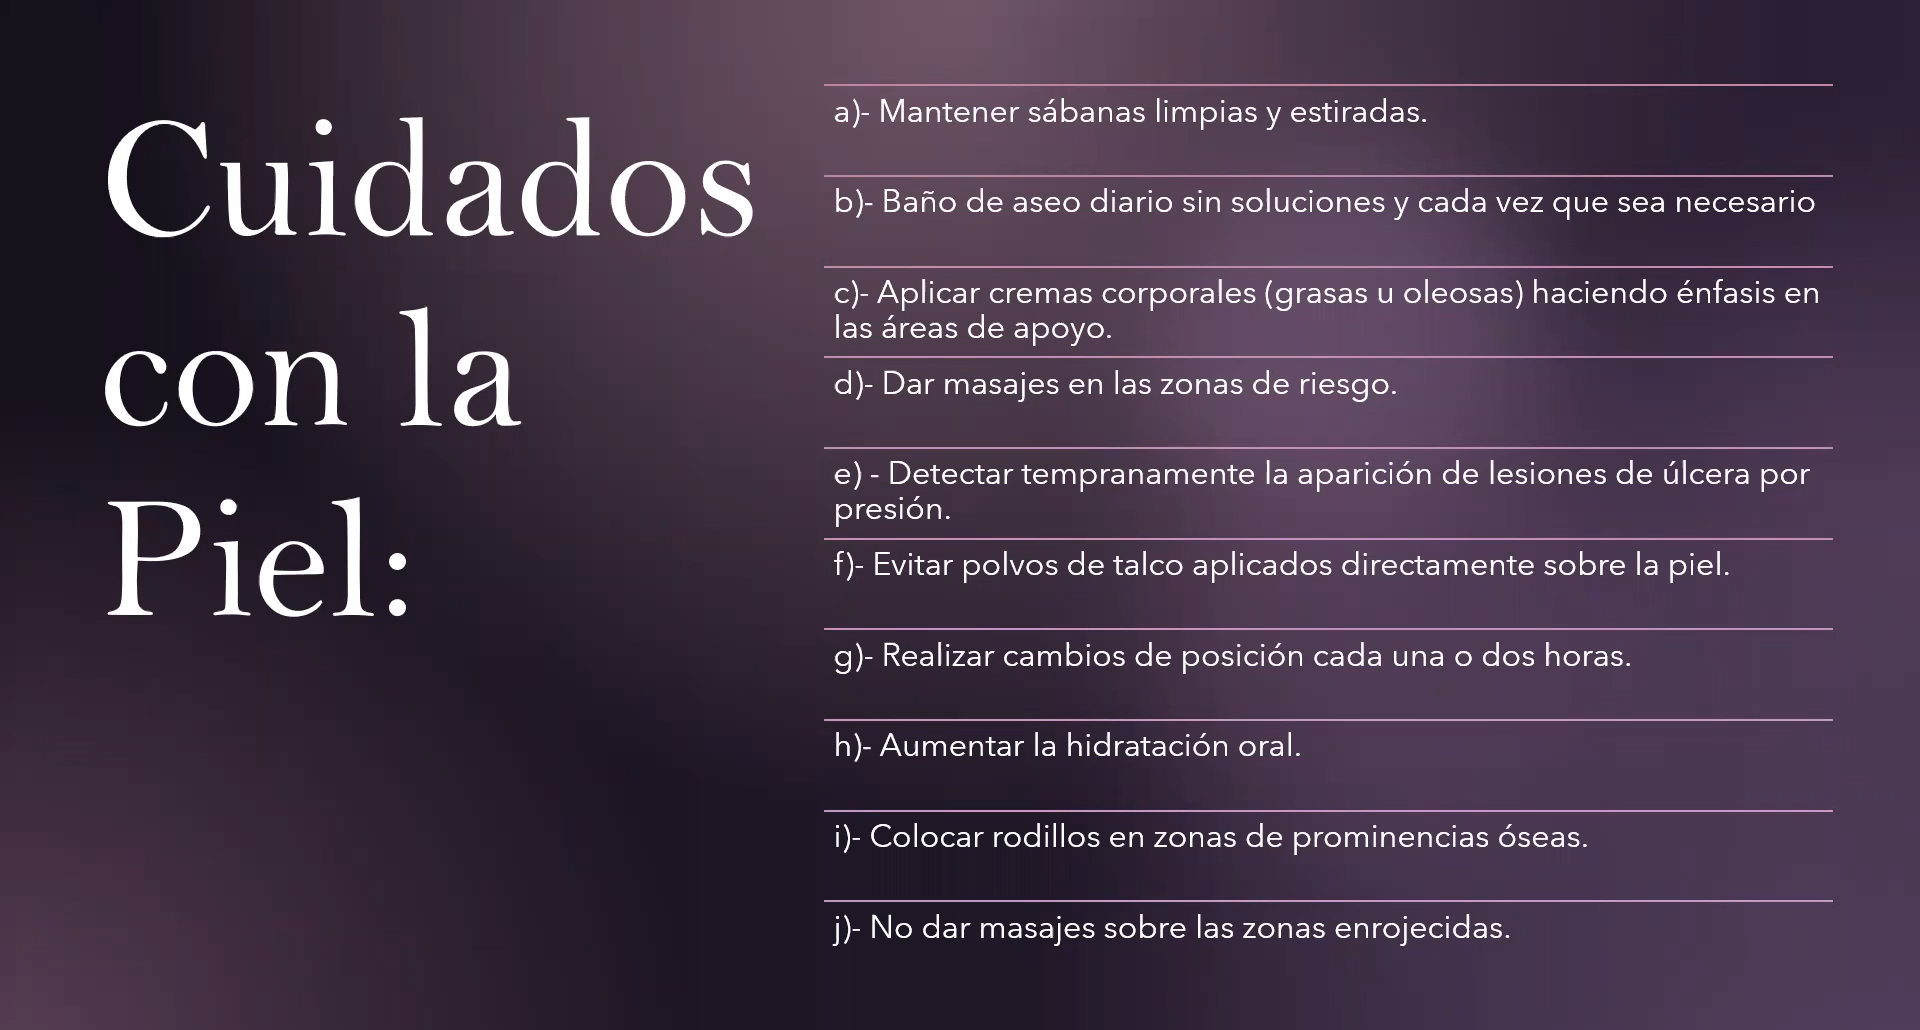 Cuidados
con la
Piel:
a)- Mantener sábanas limpias y estiradas.
b)- Baño de aseo diario sin soluciones y cada vez que sea necesario
c)- Aplicar cremas corporales (grasas u oleosas) haciendo énfasis en
las áreas de apoyo.
d)- Dar masajes en las zonas de riesgo.
e) - Detectar tempranamente la aparición de lesiones de úlcera por
presión.
f)- Evitar polvos de talco aplicados directamente sobre la piel.
g)- Realizar cambios de posición cada una o dos horas.
h)- Aumentar la hidratación oral.
i)- Colocar rodillos en zonas de prominencias óseas.
j)- No dar masajes sobre las zonas enrojecidas.